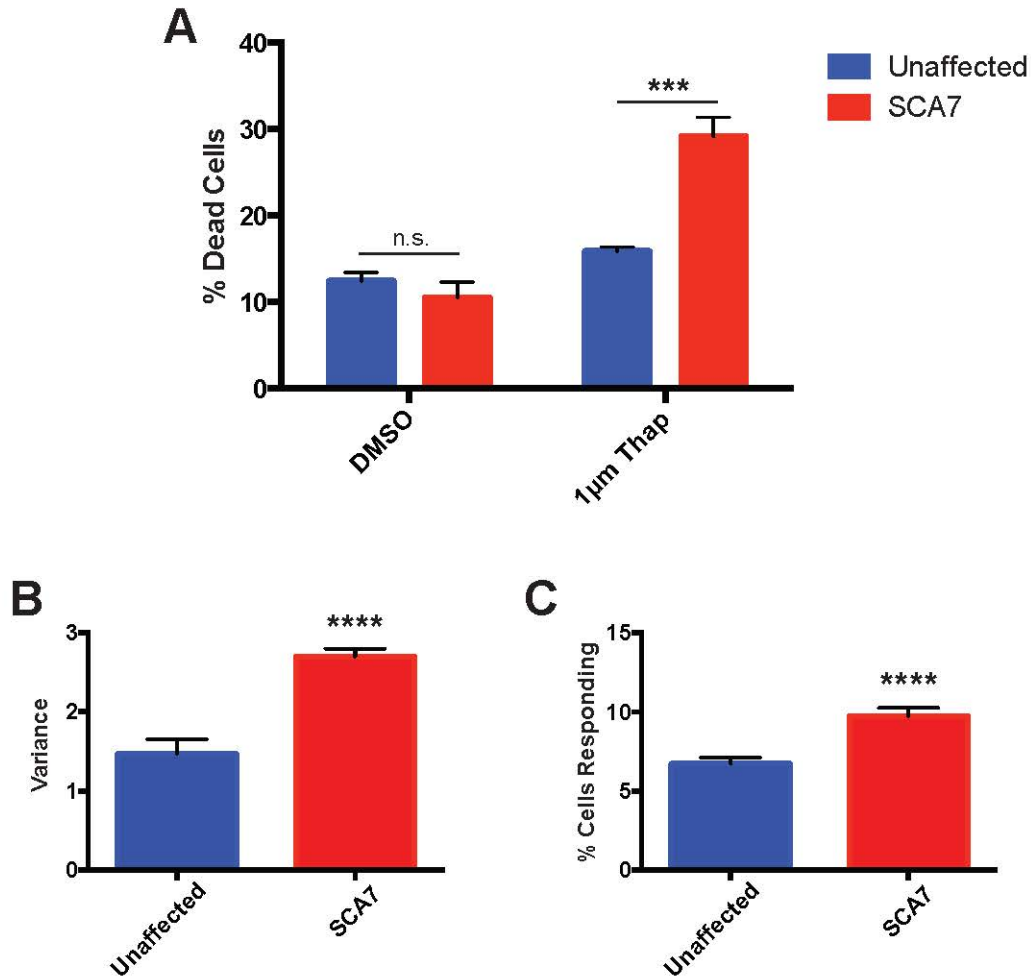 A
40
30
20
10
0
% Dead Cells
n.s.
***
Unaffected
SCA7
DMSO
1µm Thap
B
3
2
1
0
Variance
****
Unaffected
SCA7
C
15
10
5
0
% Cells Responding
****
Unaffected
SCA7